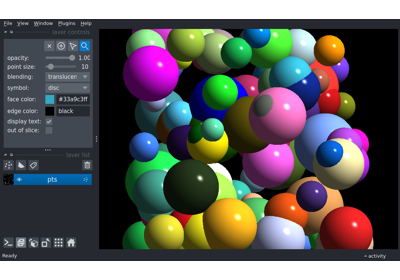 File View Window Plugins Help
layer controls
opacity: 1.00
point size: 10
blending: translucen
symbol: disc
face color: #33a9c3ff
edge color: black
display text:
out of slice:
layer list
pts
Ready
activity